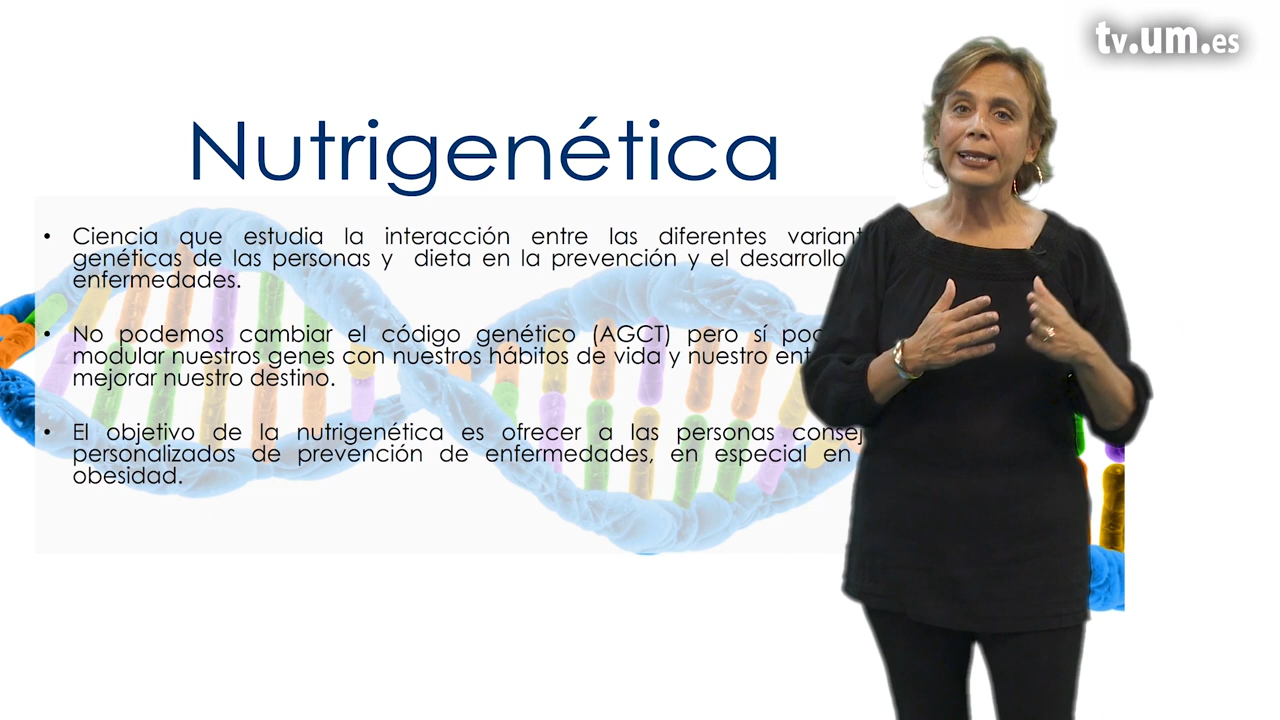 tv.um.es
Nutrigenética
• Ciencia que estudia la interacción entre las diferentes
genéticas de las personas y dieta en la prevención y el desarrollo
enfermedades.
• No podemos cambiar el código genético (AGCT) pero sí
modular nuestros genes con nuestros hábitos de vida y nuestro
mejorar nuestro destino.
• El objetivo de la nutrigenética es ofrecer a las personas
personalizados de prevención de enfermedades, en especial en
obesidad.